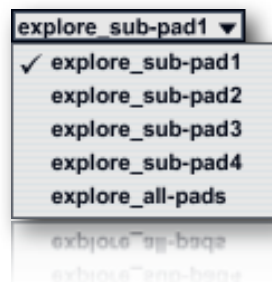 explore_sub-pad1 ▼
✓ explore_sub-pad1
explore_sub-pad2
explore_sub-pad3
explore_sub-pad4
explore_all-pads